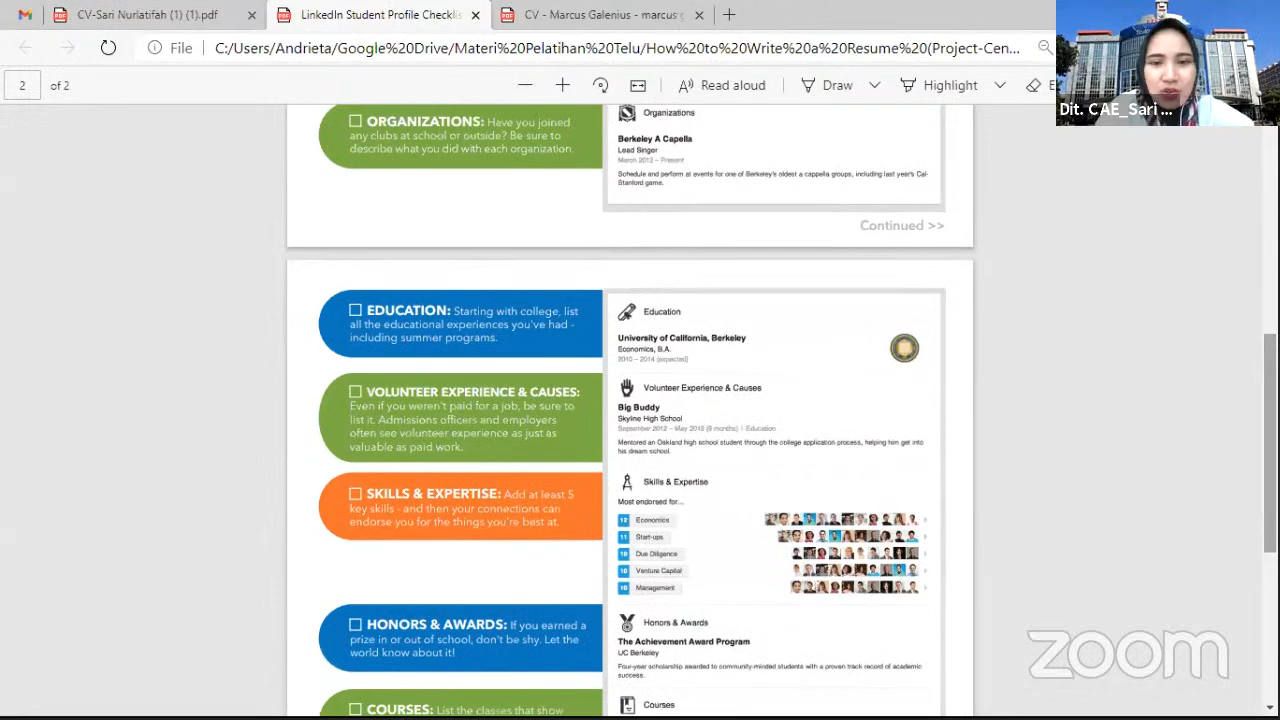 CV-Sari Nurlatifah (1) (1).pdf
LinkedIn Student Profile Checkli
CV - Marcus Galenius -
File
C:/Users/Andrieta/Google%20Drive/Materi%20Pelatihan%20Telu/How%20to%20Write%20a%20Resume%20(Project-Cen...
2 of 2
Read aloud
Draw
Highlight
E
Dit. CAE_Sari ...
ORGANIZATIONS: Have you joined
any clubs at school or outside? Be sure to
describe what you did with each organization.
Organizations
Berkeley A Capella
Lead Singer
March 2012 – Present
Schedule and perform at events for one of Berkeley's oldest a cappella groups, including last year's Cal-
Stanford game.
Continued >>
EDUCATION: Starting with college, list
all the educational experiences you've had -
including summer programs.
Education
University of California, Berkeley
Economics, B.A.
2010 – 2014 (expected)
VOLUNTEER EXPERIENCE & CAUSES:
Even if you weren't paid for a job, be sure to
list it. Admissions officers and employers
often see volunteer experience as just as
valuable as paid work.
Volunteer Experience & Causes
Big Buddy
Skyline High School
September 2012 – May 2013 (9 months) | Education
Mentored an Oakland high school student through the college application process, helping him get into
his dream school.
SKILLS & EXPERTISE: Add at least 5
key skills - and then your connections can
endorse you for the things you're best at.
Skills & Expertise
Most endorsed for...
12 Economics
11 Start-ups
10 Due Diligence
10 Venture Capital
10 Management
HONORS & AWARDS: If you earned a
prize in or out of school, don't be shy. Let the
world know about it!
Honors & Awards
The Achievement Award Program
UC Berkeley
Four-year scholarship awarded to community-minded students with a proven track record of academic
success.
COURSES: List the classes that show
Courses
zoom